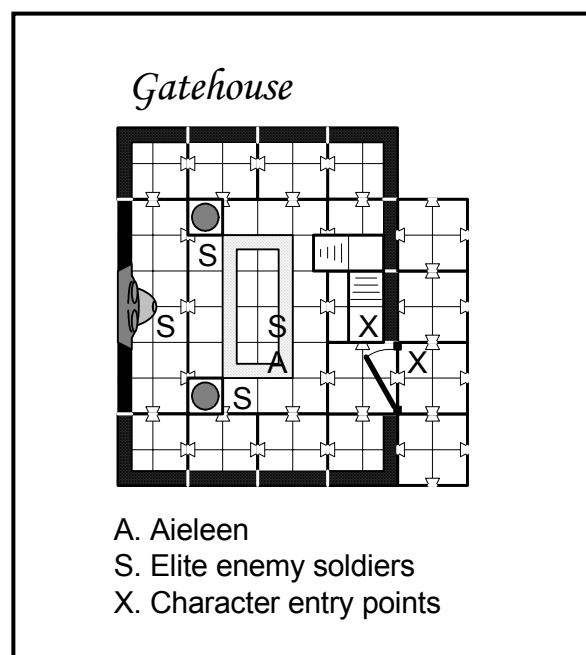 Gatehouse
S
S
S
X
X
A
S
A. Aieleen
S. Elite enemy soldiers
X. Character entry points